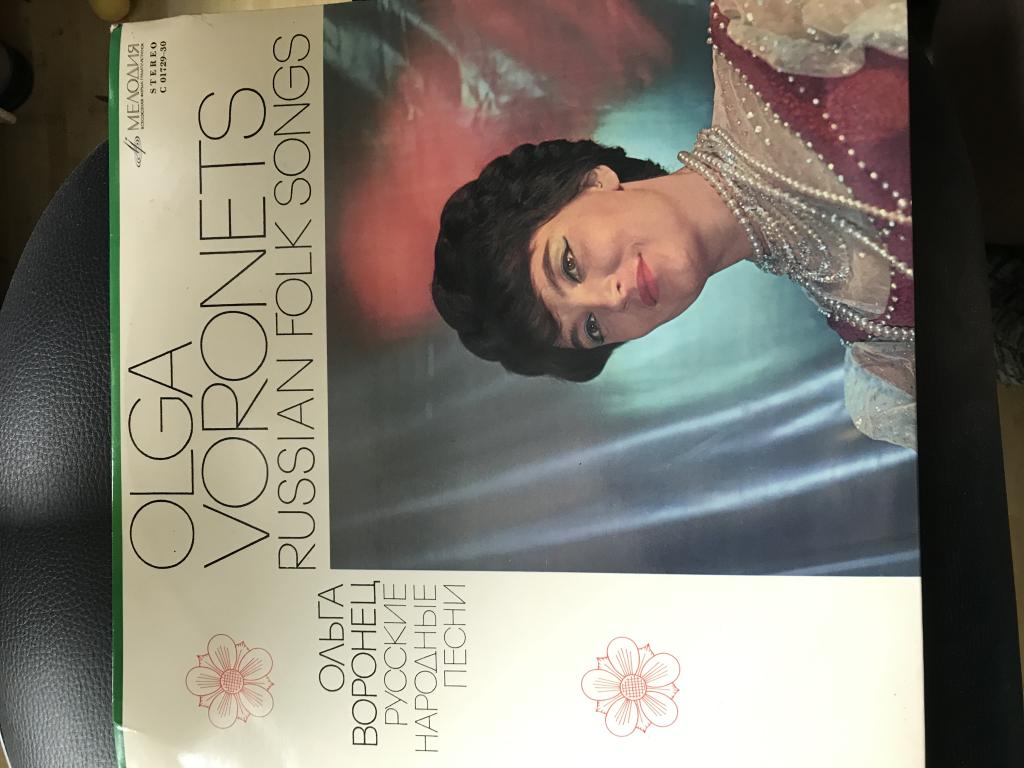 МЕЛОДИЯ
STEREO
С 01729-30
OLGA
VORONETS
RUSSIAN FOLK SONGS
ОЛЬГА
ВОРОНЕЦ
РУССКИЕ
НАРОДНЫЕ
ПЕСНИ